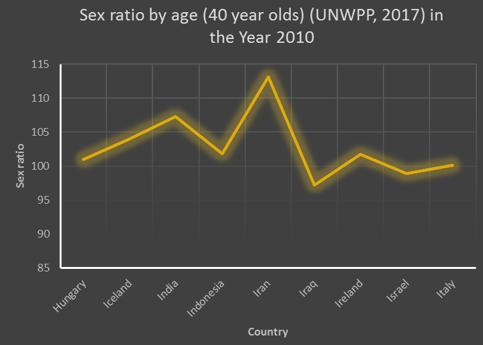 Sex ratio by age (40 year olds) (UNWPP, 2017) in
the Year 2010
115
110
105
100
95
90
85
Sex ratio
Hungary
Iceland
India
Indonesia
Iran
Iraq
Ireland
Israel
Italy
Country